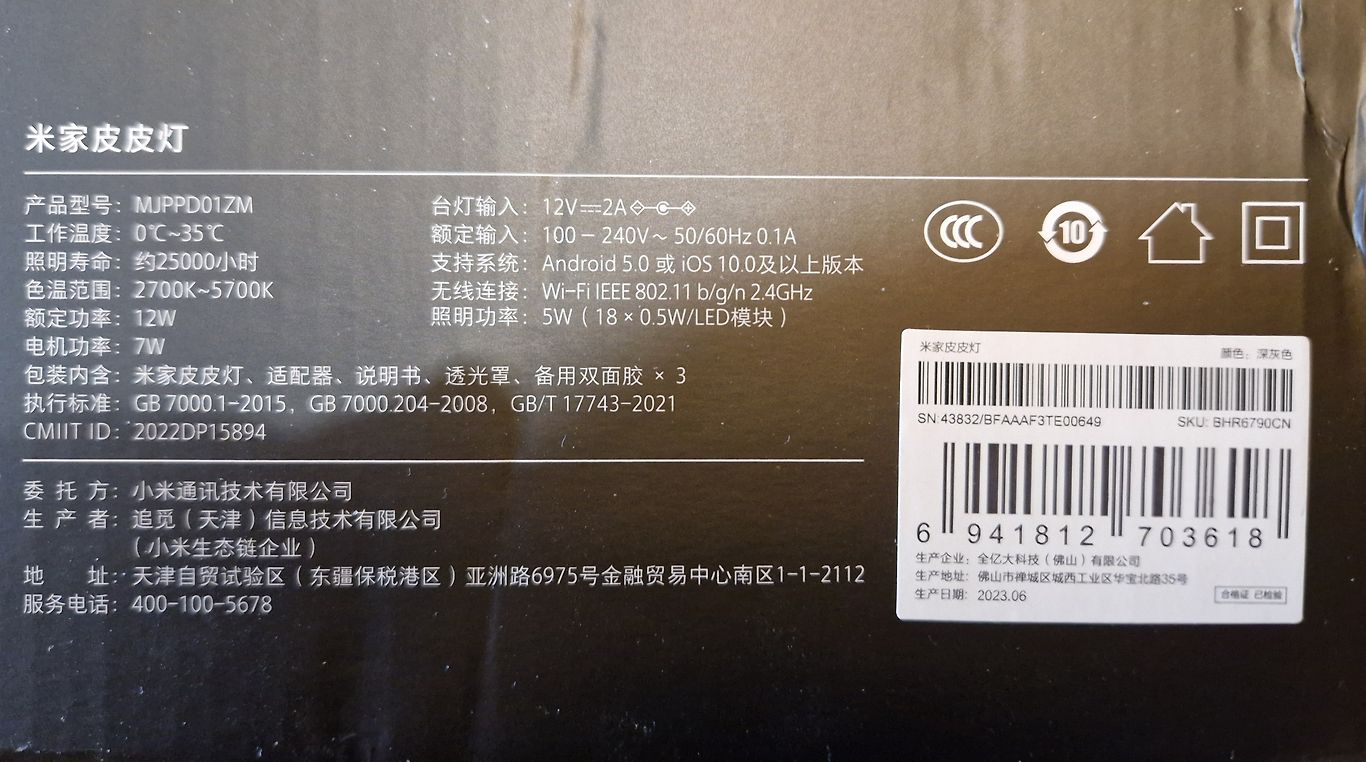 米家皮皮灯
产品型号：MJPPD01ZM
工作温度：0℃~35℃
照明寿命：约25000小时
色温范围：2700K~5700K
额定功率：12W
电机功率：7W
包装内含：米家皮皮灯、适配器、说明书、透光罩、备用双面胶 × 3
执行标准：GB 7000.1-2015，GB 7000.204-2008，GB/T 17743-2021
CMIIT ID：2022DP15894
台灯输入：12V⎓2A
额定输入：100 - 240V~ 50/60Hz 0.1A
支持系统：Android 5.0 或 iOS 10.0及以上版本
无线连接：Wi-Fi IEEE 802.11 b/g/n 2.4GHz
照明功率：5W（18 × 0.5W/LED模块）
委托方：小米通讯技术有限公司
生产者：追觅（天津）信息技术有限公司
（小米生态链企业）
地址：天津自贸试验区（东疆保税港区）亚洲路6975号金融贸易中心南区1-1-2112
服务电话：400-100-5678
CCC
10
米家皮皮灯
颜色：深灰色
SN:43832/BFAAAF3TE00649
SKU: BHR6790CN
6 941812 703618
生产企业：全亿大科技（佛山）有限公司
生产地址：佛山市禅城区城西工业区华宝北路35号
生产日期：2023.06
合格证 已检验